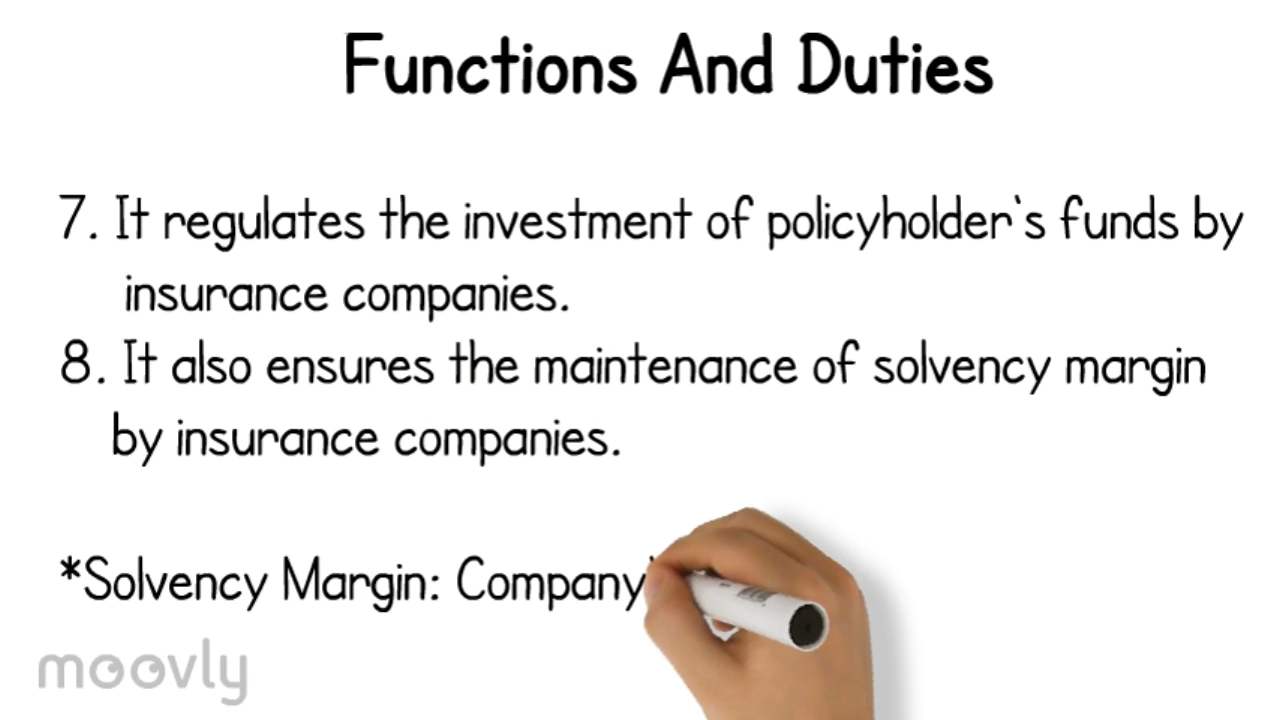 Functions And Duties
7. It regulates the investment of policyholder's funds by
insurance companies.
8. It also ensures the maintenance of solvency margin
by insurance companies.
*Solvency Margin: Company'
moovly